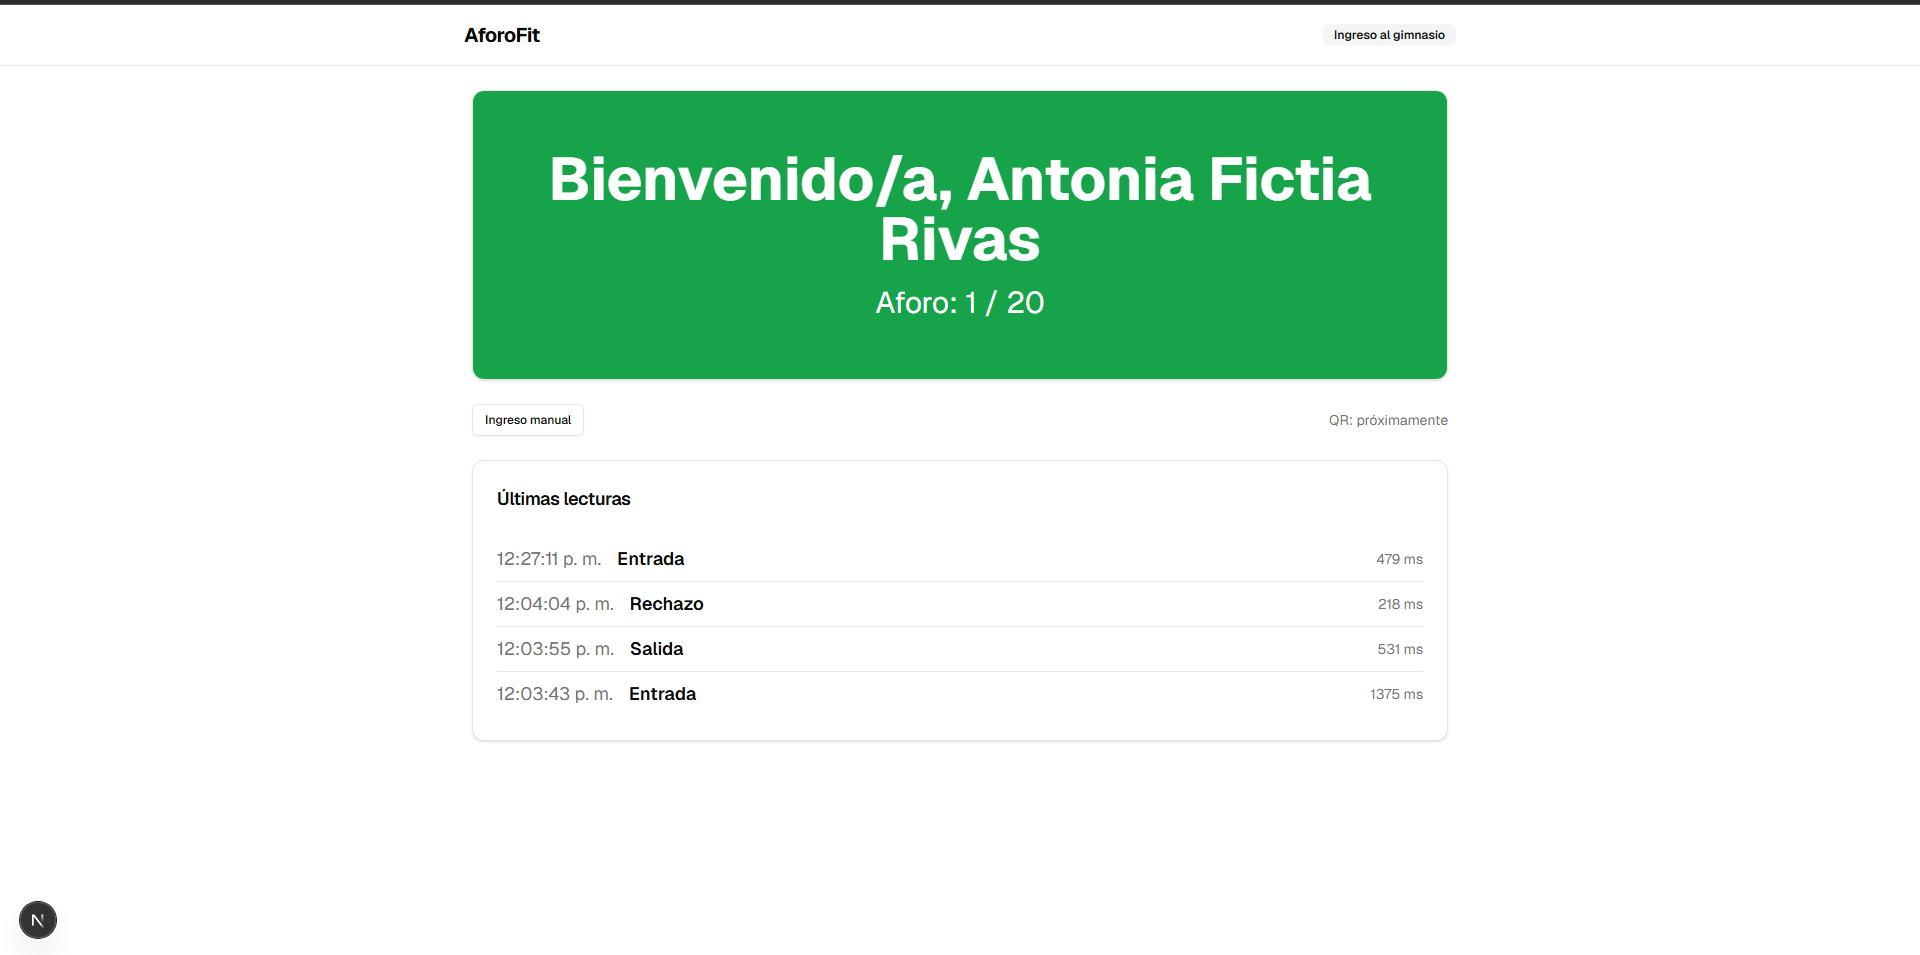 AforoFit
Ingreso al gimnasio
Bienvenido/a, Antonia Fictia
Rivas
Aforo: 1 / 20
Ingreso manual
QR: próximamente
Últimas lecturas
12:27:11 p. m. Entrada 479 ms
12:04:04 p. m. Rechazo 218 ms
12:03:55 p. m. Salida 531 ms
12:03:43 p. m. Entrada 1375 ms
N